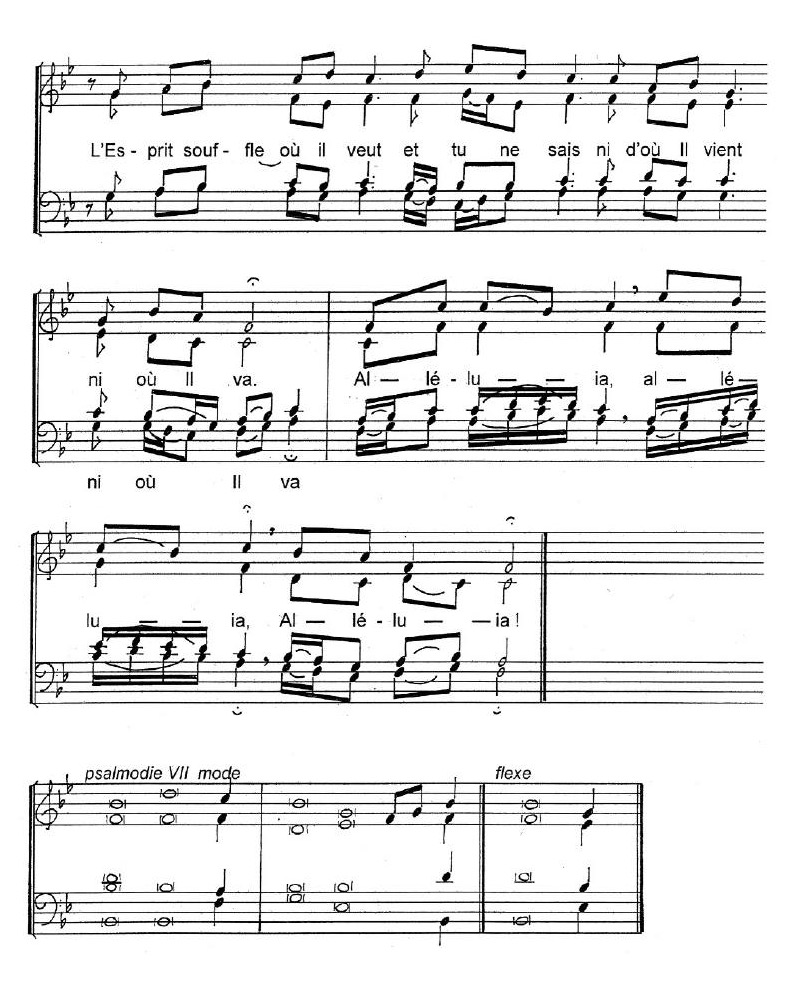 L'Es - prit souf - fle où il veut et tu ne sais ni d'où Il vient
ni où Il va. Al — lé - lu — — ia, al — lé —
ni où Il va
lu — — ia, Al — lé - lu — — ia !
psalmodie VII mode flexe